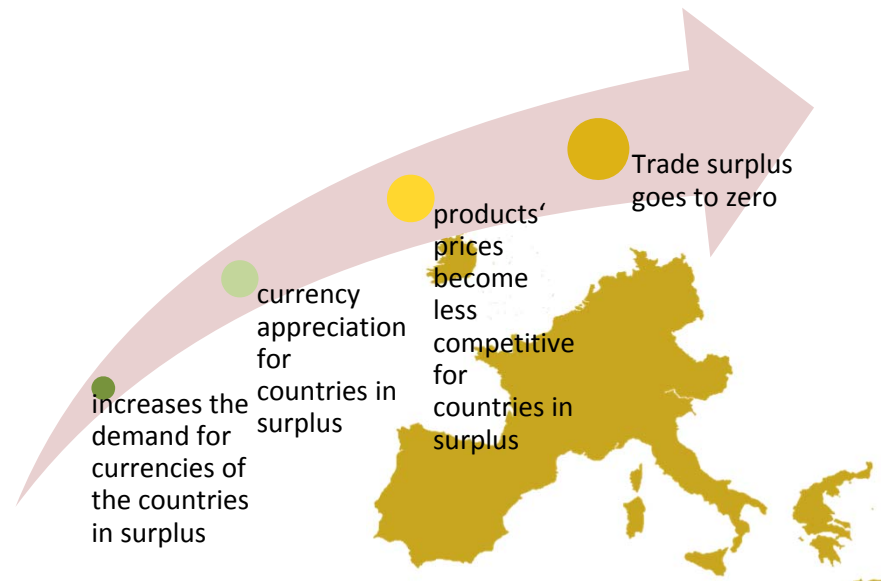 increases the
demand for
currencies of
the countries
in surplus
currency
appreciation
for
countries in
surplus
products‘
prices
become
less
competitive
for
countries in
surplus
Trade surplus
goes to zero